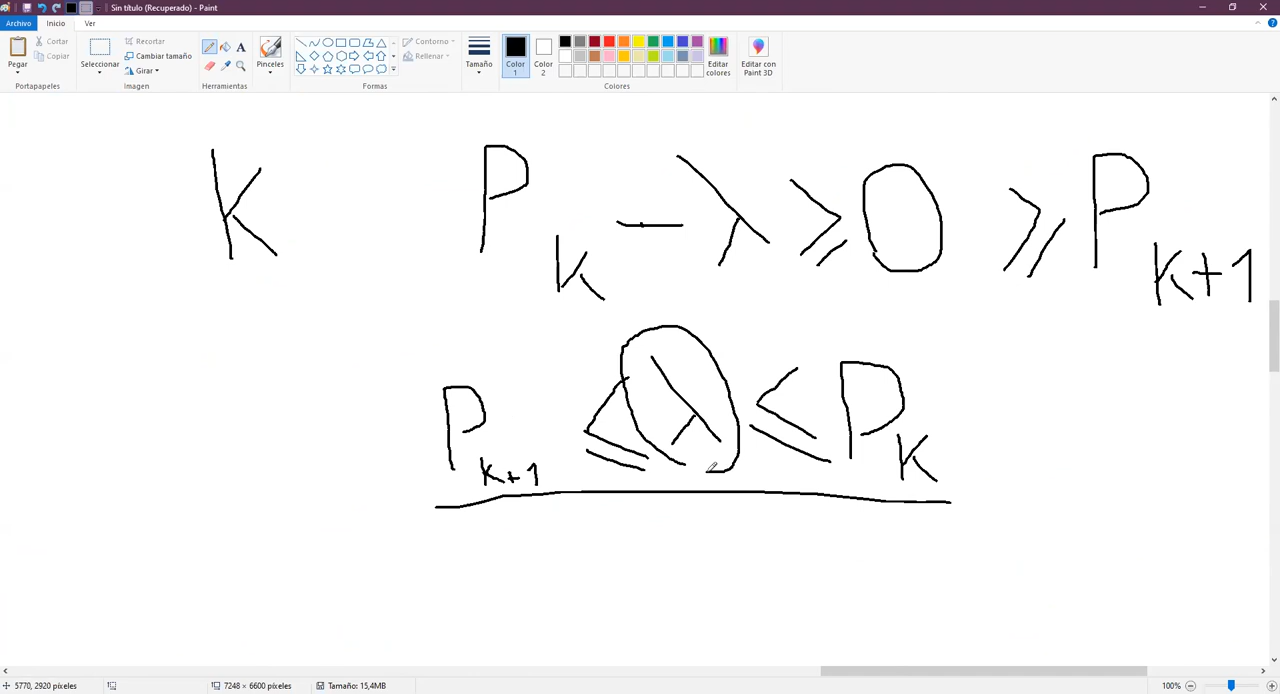 Sin título (Recuperado) - Paint
Archivo Inicio Ver
Pegar Cortar Copiar Portapapeles
Seleccionar Recortar Cambiar tamaño Girar Imagen
Herramientas
Pinceles
Contorno Rellenar Formas
Tamaño
Color 1 Color 2 Editar colores Colores
Editar con Paint 3D
K P_k - λ ≥ 0 ≥ P_{k+1}
P_{k+1} ≤ λ ≤ P_k
5770, 2920 píxeles 7248 × 6600 píxeles Tamaño: 15,4MB 100%